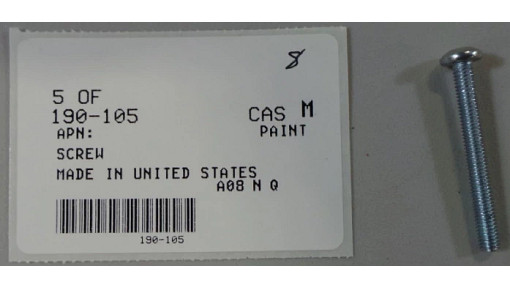 8
5 OF
190-105 CAS M
APN: PAINT
SCREW
MADE IN UNITED STATES
A08 N Q
190-105